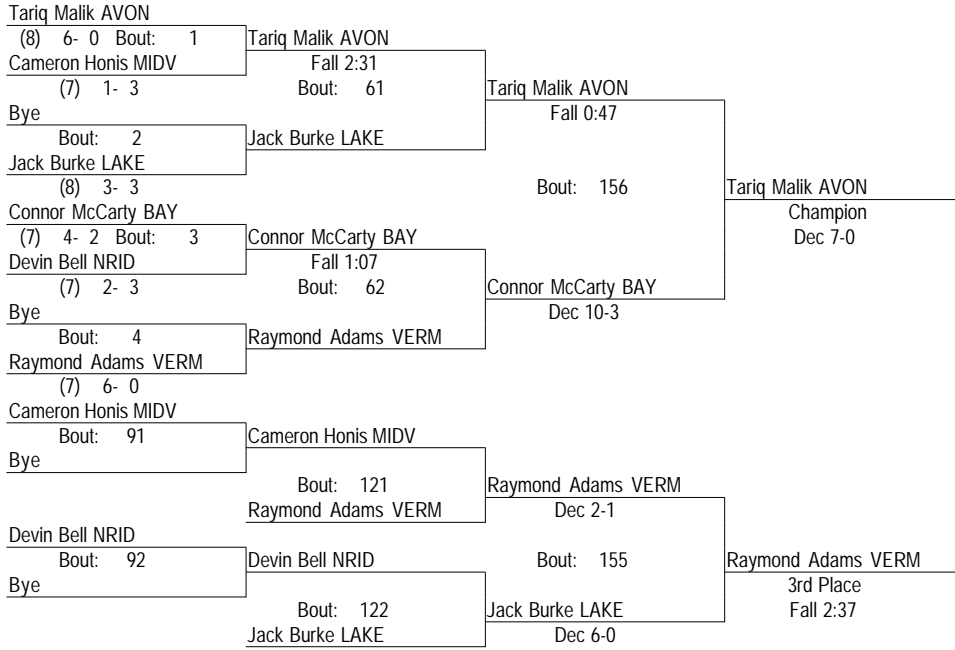 Tariq Malik AVON
(8) 6- 0 Bout: 1 Tariq Malik AVON
Cameron Honis MIDV Fall 2:31
(7) 1- 3 Bout: 61 Tariq Malik AVON
Bye Fall 0:47
Bout: 2 Jack Burke LAKE
Jack Burke LAKE
(8) 3- 3 Bout: 156 Tariq Malik AVON
Connor McCarty BAY Champion
(7) 4- 2 Bout: 3 Connor McCarty BAY Dec 7-0
Devin Bell NRID Fall 1:07
(7) 2- 3 Bout: 62 Connor McCarty BAY
Bye Dec 10-3
Bout: 4 Raymond Adams VERM
Raymond Adams VERM
(7) 6- 0
Cameron Honis MIDV
Bout: 91 Cameron Honis MIDV
Bye
Bout: 121 Raymond Adams VERM
Raymond Adams VERM Dec 2-1
Devin Bell NRID
Bout: 92 Devin Bell NRID Bout: 155 Raymond Adams VERM
Bye 3rd Place
Bout: 122 Jack Burke LAKE Fall 2:37
Jack Burke LAKE Dec 6-0